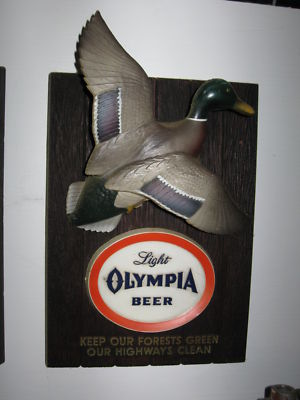 Light
OLYMPIA
BEER
KEEP OUR FORESTS GREEN
OUR HIGHWAYS CLEAN